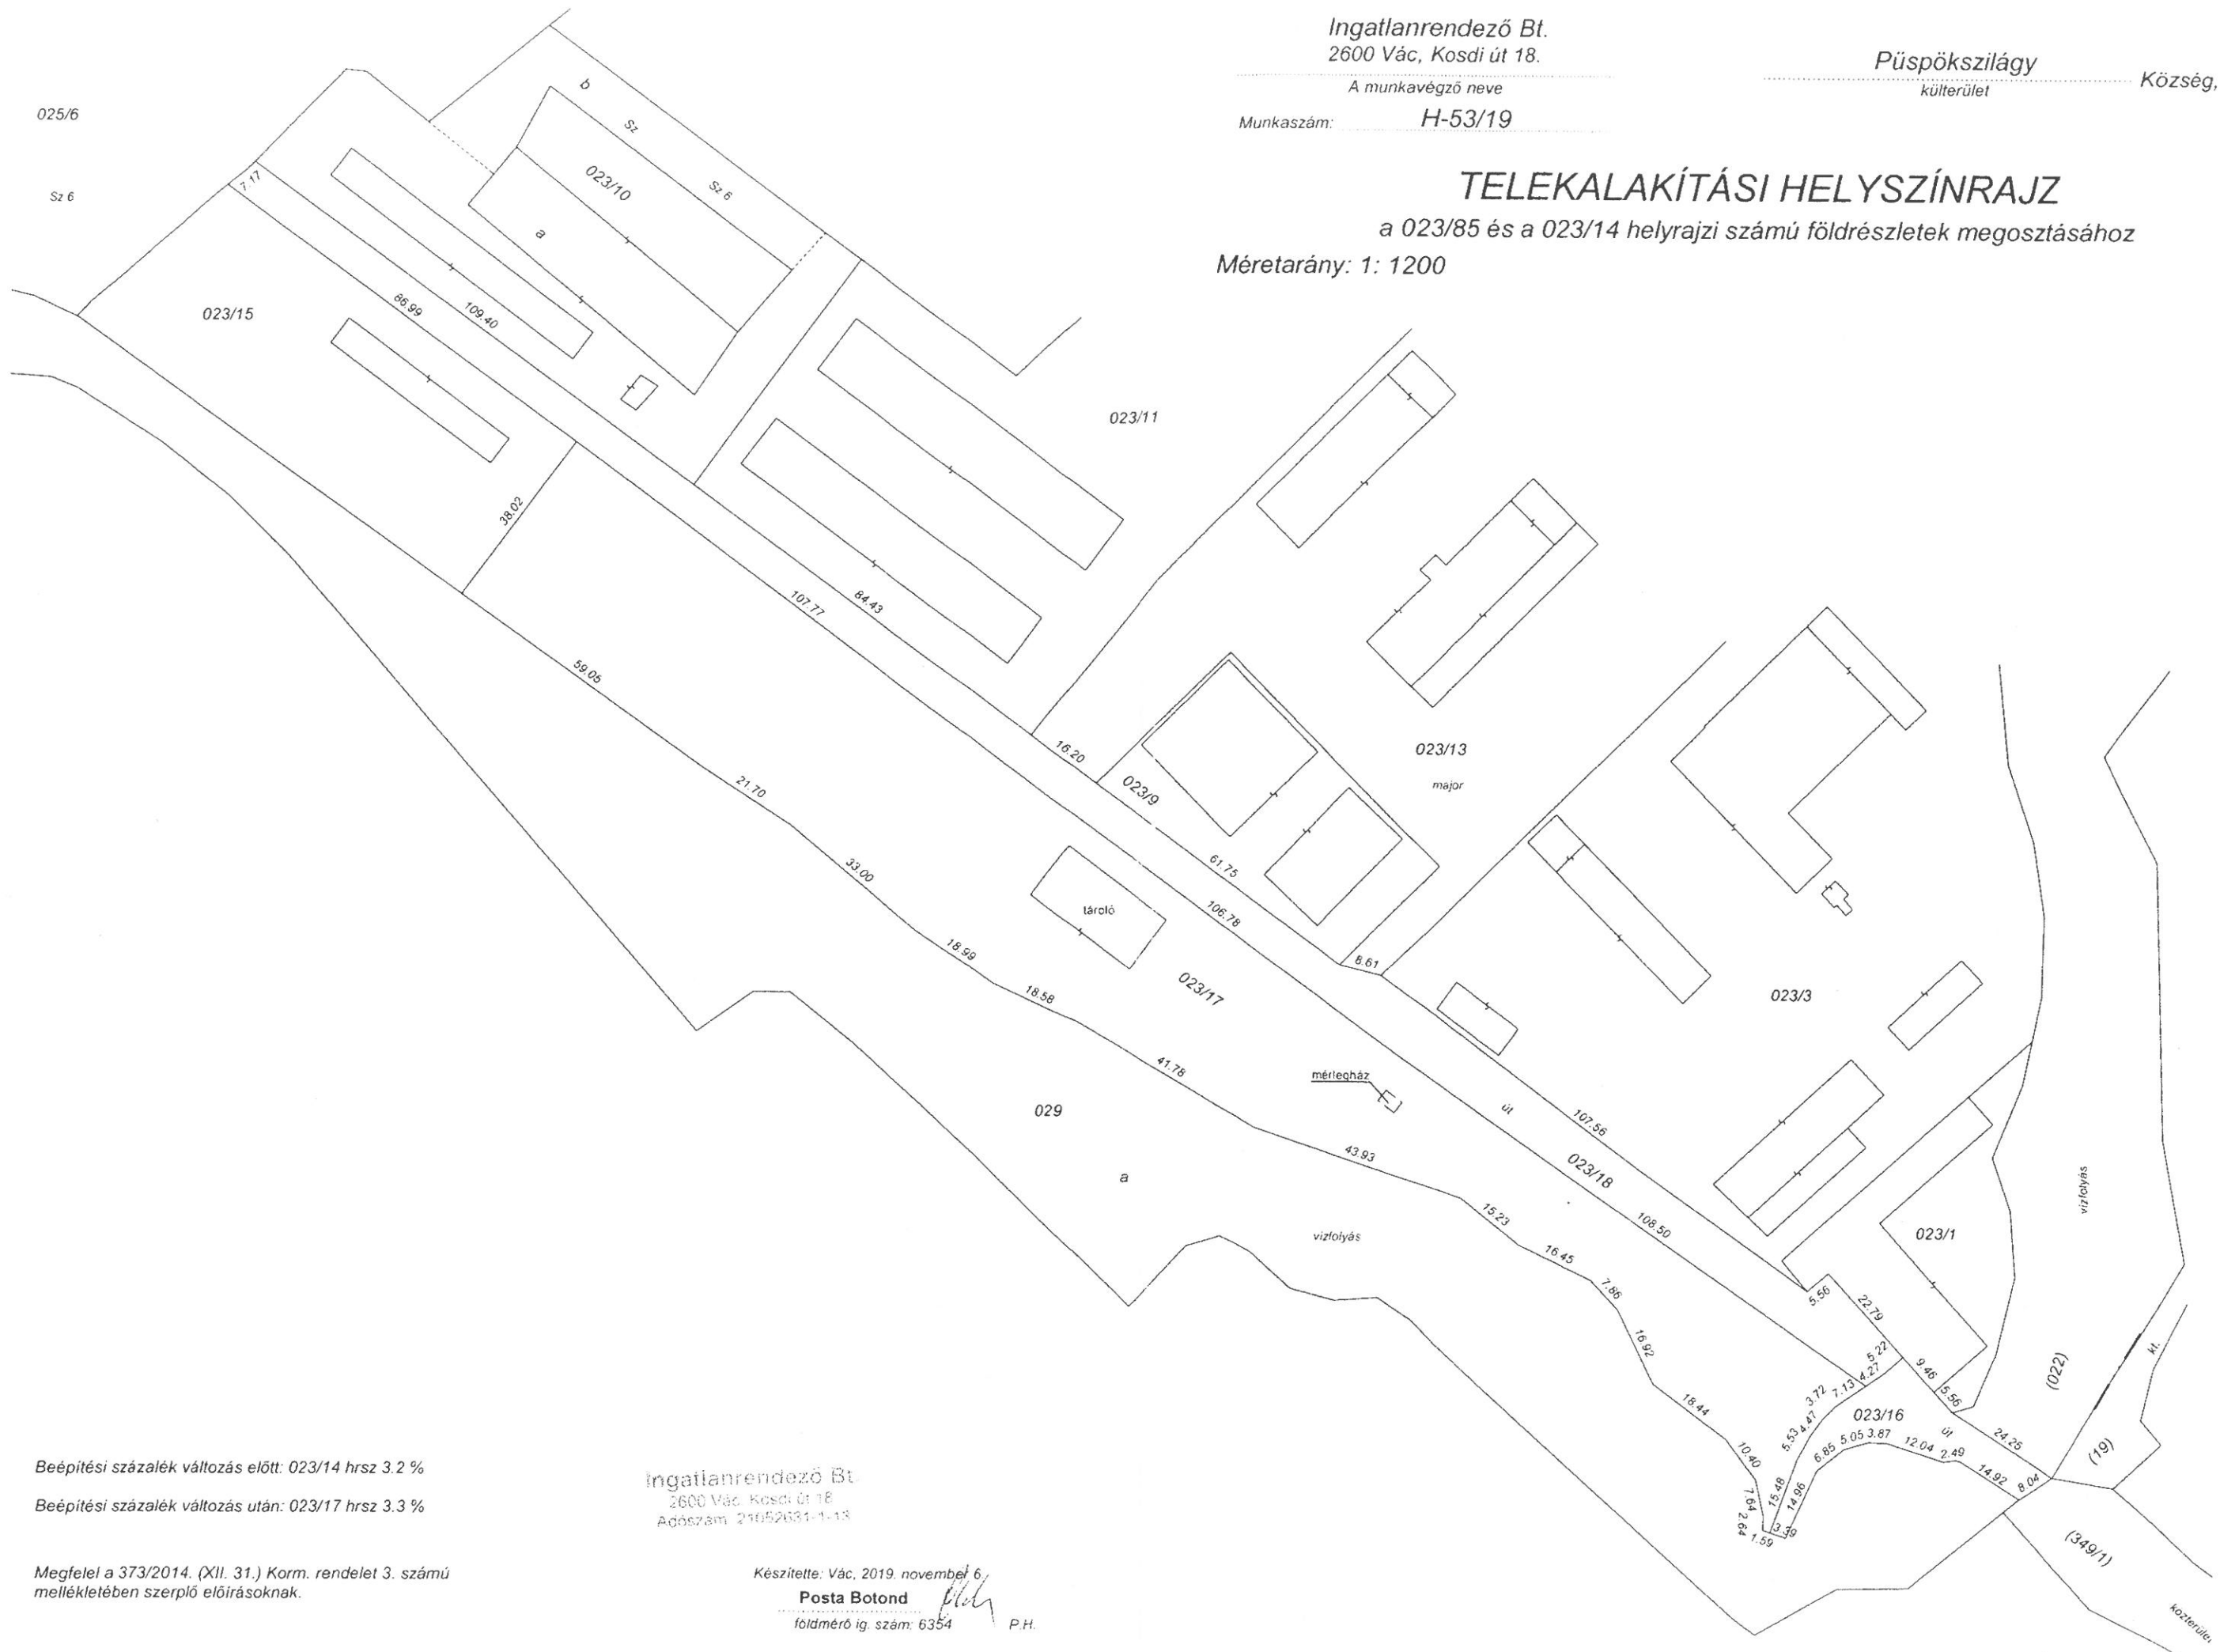 Ingatlanrendező Bt.
2600 Vác, Kosdi út 18.
A munkavégző neve
Munkaszám: H-53/19
Püspökszilágy Község,
külterület
TELEKALAKÍTÁSI HELYSZÍNRAJZ
a 023/85 és a 023/14 helyrajzi számú földrészletek megosztásához
Méretarány: 1: 1200
025/6
Sz 6
b
Sz
Sz 6
023/10
a
7.17
023/15
86.99
109.40
38.02
023/11
107.77
84.43
59.05
21.70
33.00
18.99
18.58
41.78
43.93
15.23
16.45
7.86
16.92
18.44
10.40
7.64
2.64
1.59
3.39
16.20
023/9
61.75
106.78
8.61
023/13
major
tároló
023/17
mérlegház
023/3
út
107.56
023/18
108.50
029
a
vizfolyás
023/1
vizfolyás
5.56
22.79
5.22
4.27
7.13
3.72
4.47
5.53
15.48
14.96
6.85
5.05
3.87
12.04
2.49
14.92
8.04
9.46
5.56
24.25
023/16
út
(022)
kt.
(19)
(349/1)
Beépítési százalék változás előtt: 023/14 hrsz 3.2 %
Beépítési százalék változás után: 023/17 hrsz 3.3 %
Megfelel a 373/2014. (XII. 31.) Korm. rendelet 3. számú
mellékletében szerplő előírásoknak.
Ingatlanrendező Bt.
2600 Vác, Kosdi út 18
Adószám: 21052631-1-13
Készítette: Vác, 2019. november 6.
Posta Botond
földmérő ig. szám: 6354
P.H.